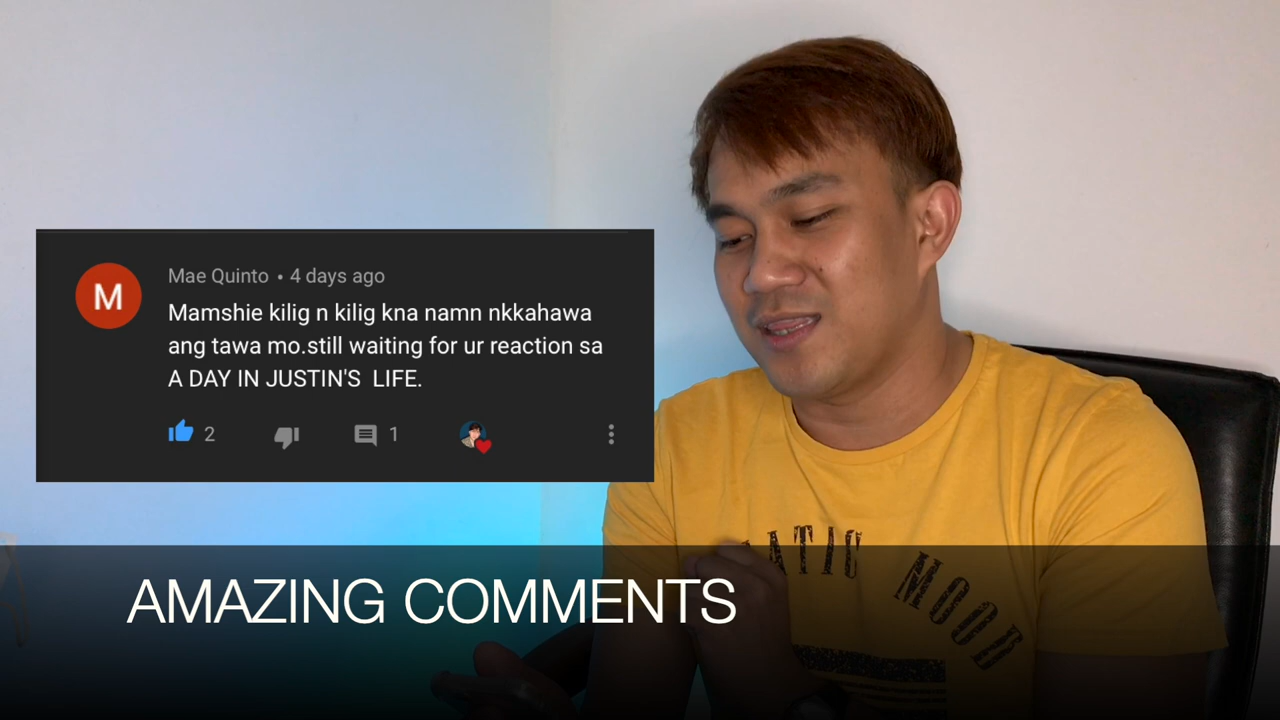 M
Mae Quinto • 4 days ago
Mamshie kilig n kilig kna namn nkkahawa
ang tawa mo.still waiting for ur reaction sa
A DAY IN JUSTIN'S LIFE.
2
1
AMAZING COMMENTS